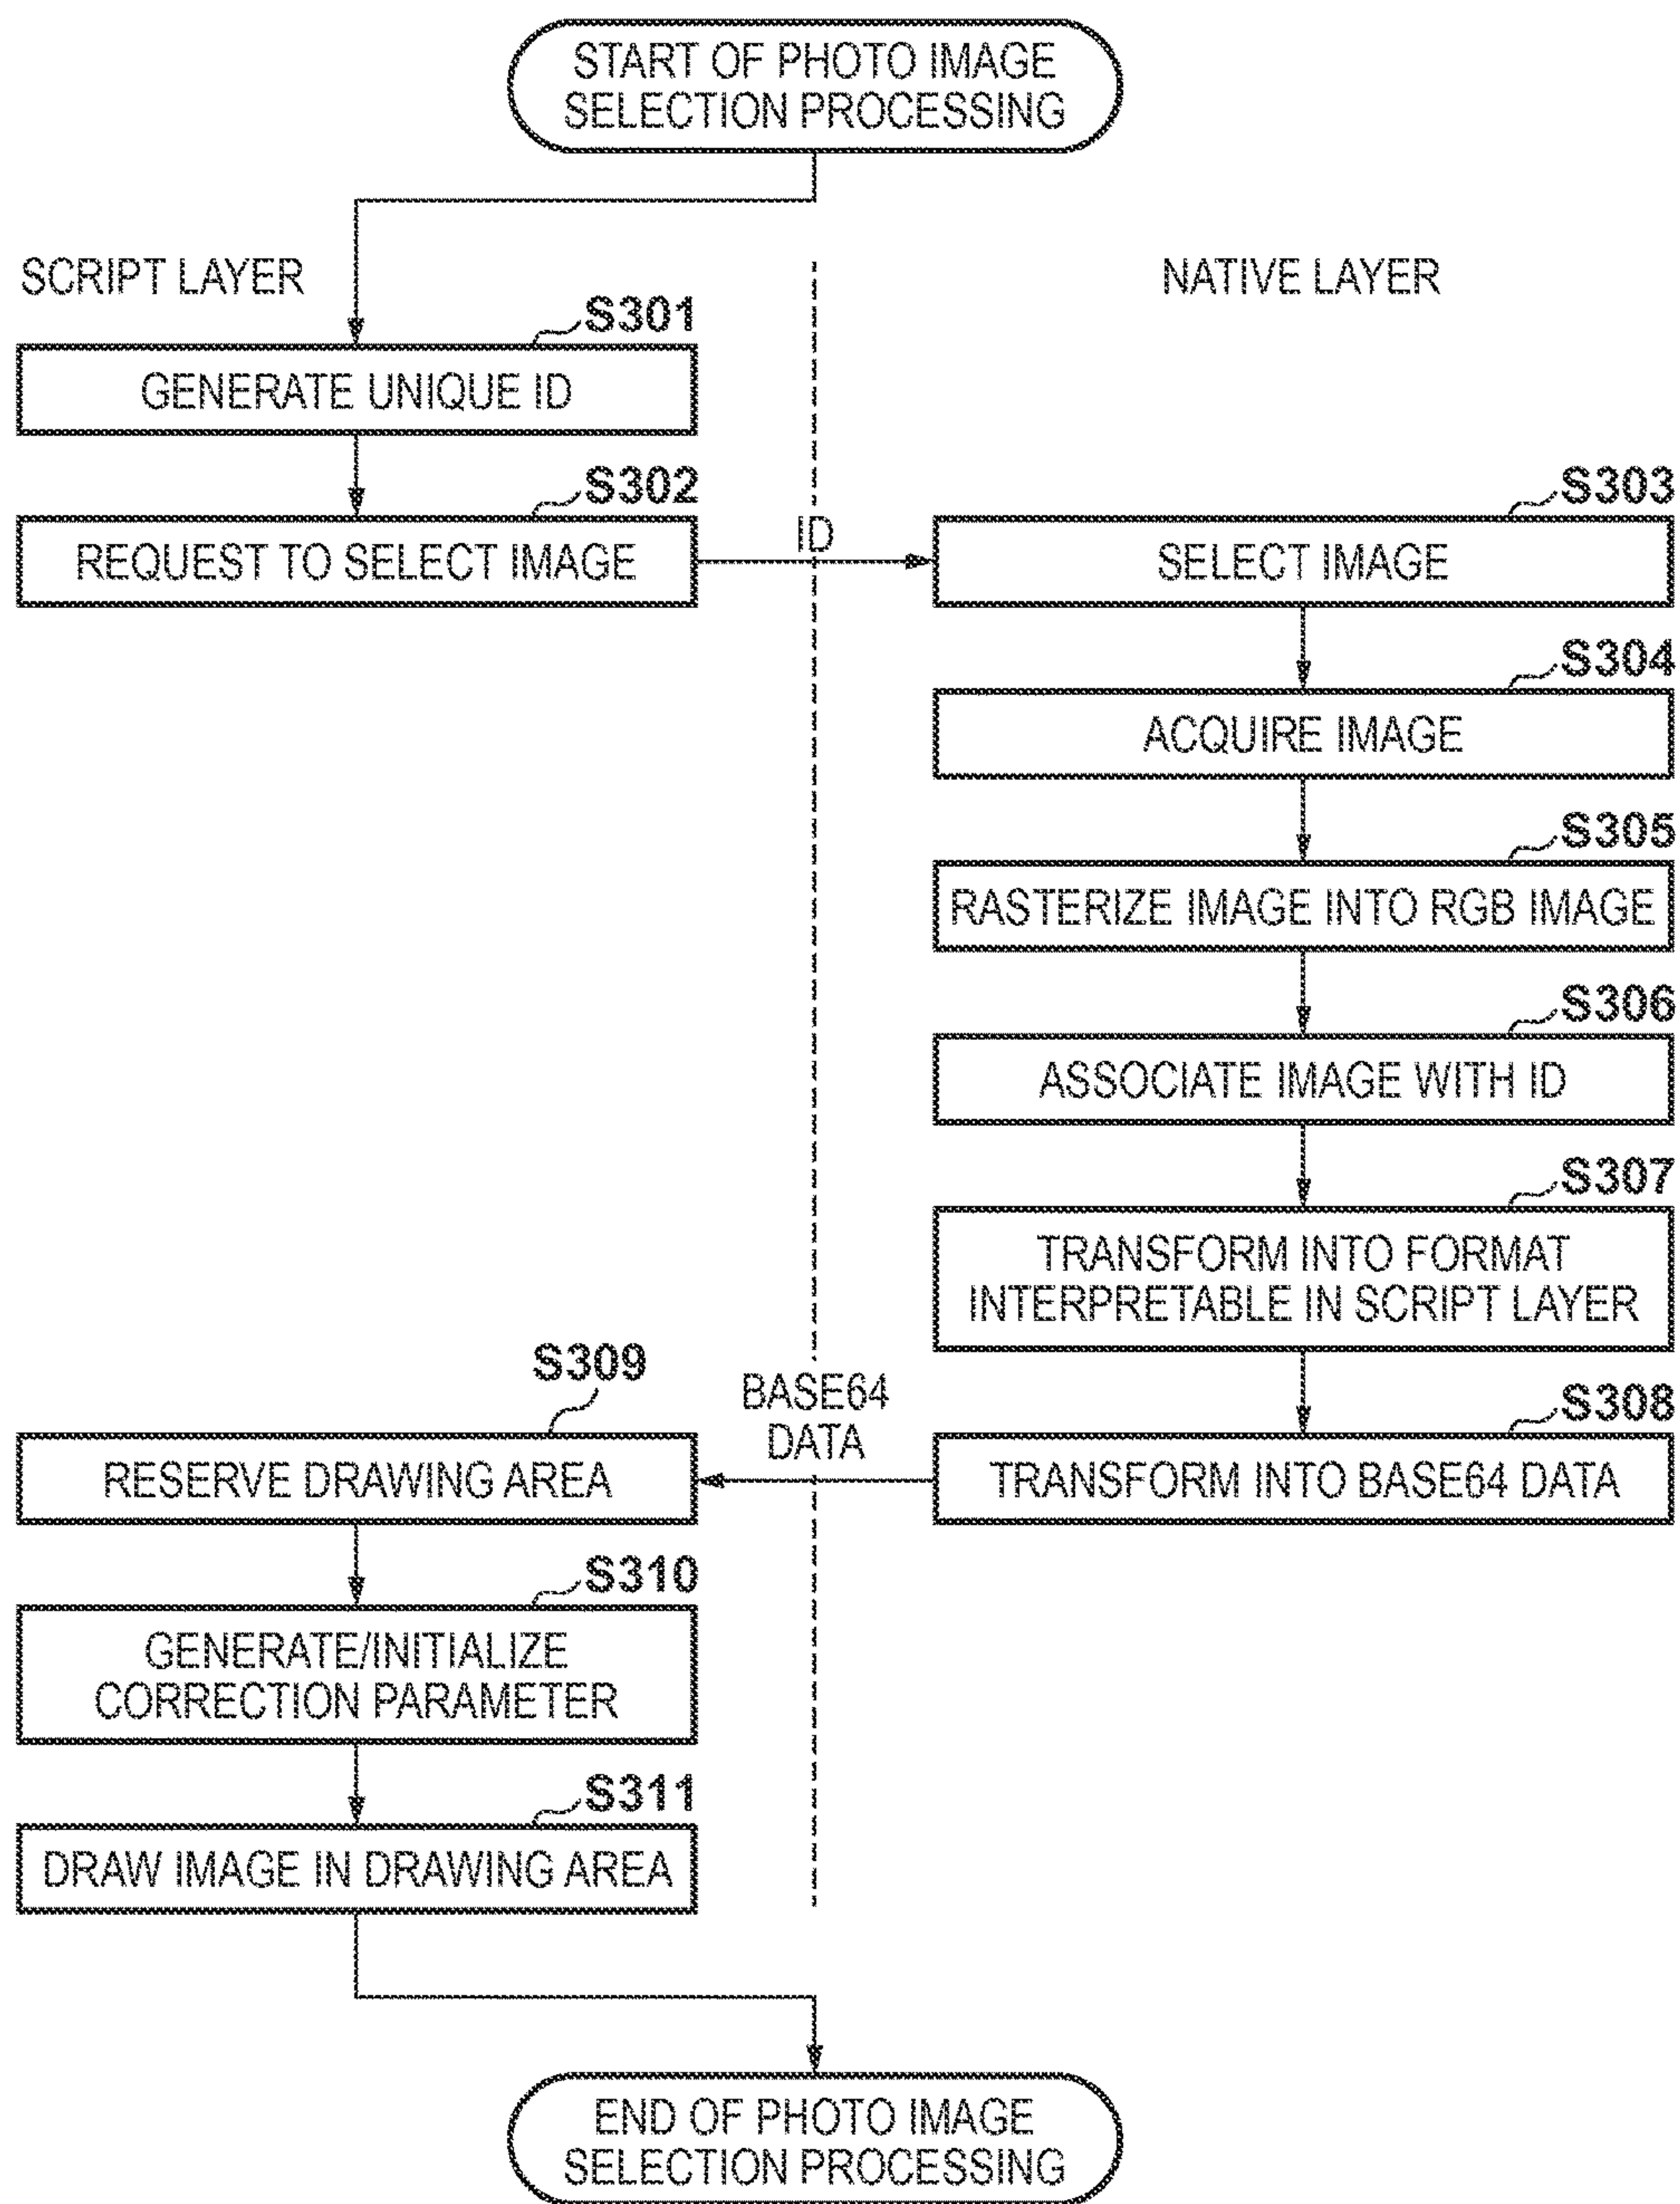 START OF PHOTO IMAGE
SELECTION PROCESSING
SCRIPT LAYER
NATIVE LAYER
S301
GENERATE UNIQUE ID
S302
REQUEST TO SELECT IMAGE
ID
S303
SELECT IMAGE
S304
ACQUIRE IMAGE
S305
RASTERIZE IMAGE INTO RGB IMAGE
S306
ASSOCIATE IMAGE WITH ID
S307
TRANSFORM INTO FORMAT
INTERPRETABLE IN SCRIPT LAYER
S308
TRANSFORM INTO BASE64 DATA
BASE64
DATA
S309
RESERVE DRAWING AREA
S310
GENERATE/INITIALIZE
CORRECTION PARAMETER
S311
DRAW IMAGE IN DRAWING AREA
END OF PHOTO IMAGE
SELECTION PROCESSING